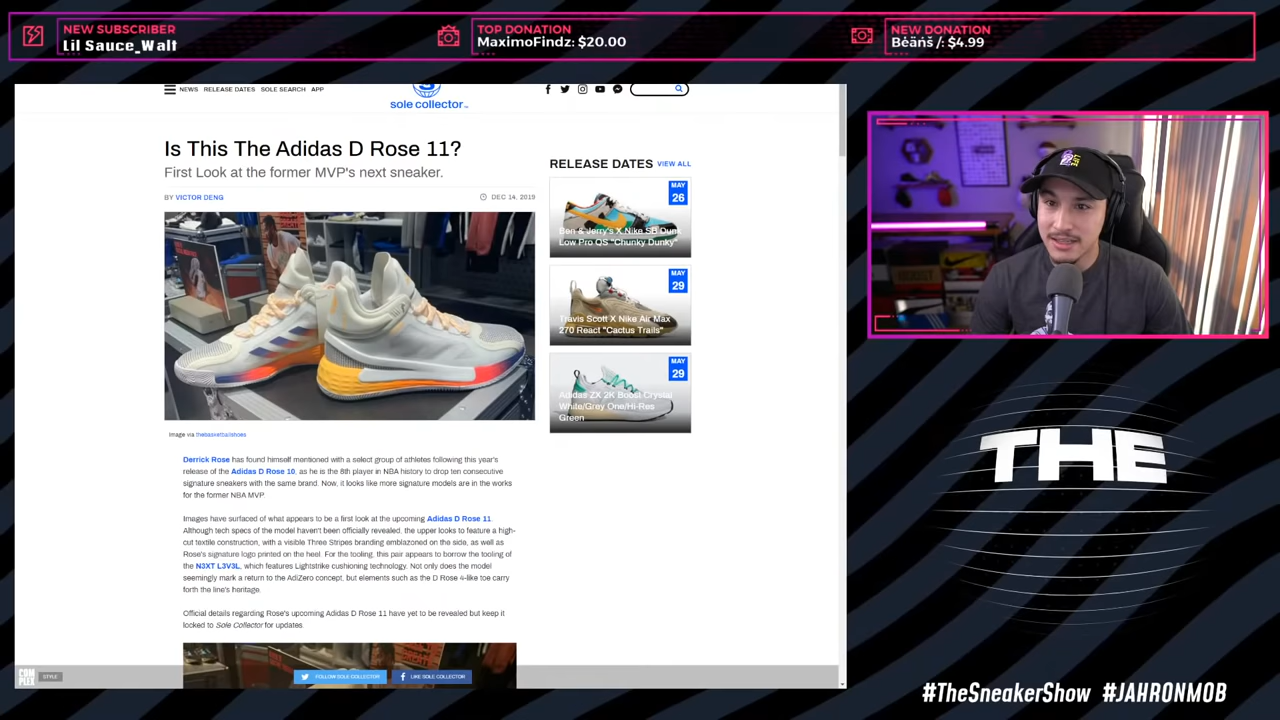 NEW SUBSCRIBER
Lil Sauce_Walt
TOP DONATION
MaximoFindz: $20.00
NEW DONATION
Bėäńš /: $4.99
NEWS RELEASE DATES SOLE SEARCH APP
sole collector
Is This The Adidas D Rose 11?
First Look at the former MVP's next sneaker.
BY VICTOR DENG
DEC 14, 2019
Image via thebasketballshoes
Derrick Rose has found himself mentioned with a select group of athletes following this year's
release of the Adidas D Rose 10, as he is the 8th player in NBA history to drop ten consecutive
signature sneakers with the same brand. Now, it looks like more signature models are in the works
for the former NBA MVP.
Images have surfaced of what appears to be a first look at the upcoming Adidas D Rose 11.
Although tech specs of the model haven't been officially revealed, the upper looks to feature a high-
cut textile construction, with a visible Three Stripes branding emblazoned on the side, as well as
Rose's signature logo printed on the heel. For the tooling, this pair appears to borrow the tooling of
the N3XT L3V3L, which features Lightstrike cushioning technology. Not only does the model
seemingly mark a return to the AdiZero concept, but elements such as the D Rose 4-like toe carry
forth the line's heritage.
Official details regarding Rose's upcoming Adidas D Rose 11 have yet to be revealed but keep it
locked to Sole Collector for updates.
RELEASE DATES VIEW ALL
MAY
26
Ben & Jerry's X Nike SB Dunk
Low Pro QS "Chunky Dunky"
MAY
29
Travis Scott X Nike Air Max
270 React "Cactus Trails"
MAY
29
Adidas ZX 2K Boost Crystal
White/Grey One/Hi-Res
Green
COM
PLEX
STYLE
FOLLOW SOLE COLLECTOR
LIKE SOLE COLLECTOR
THE
#TheSneakerShow #JAHRONMOB